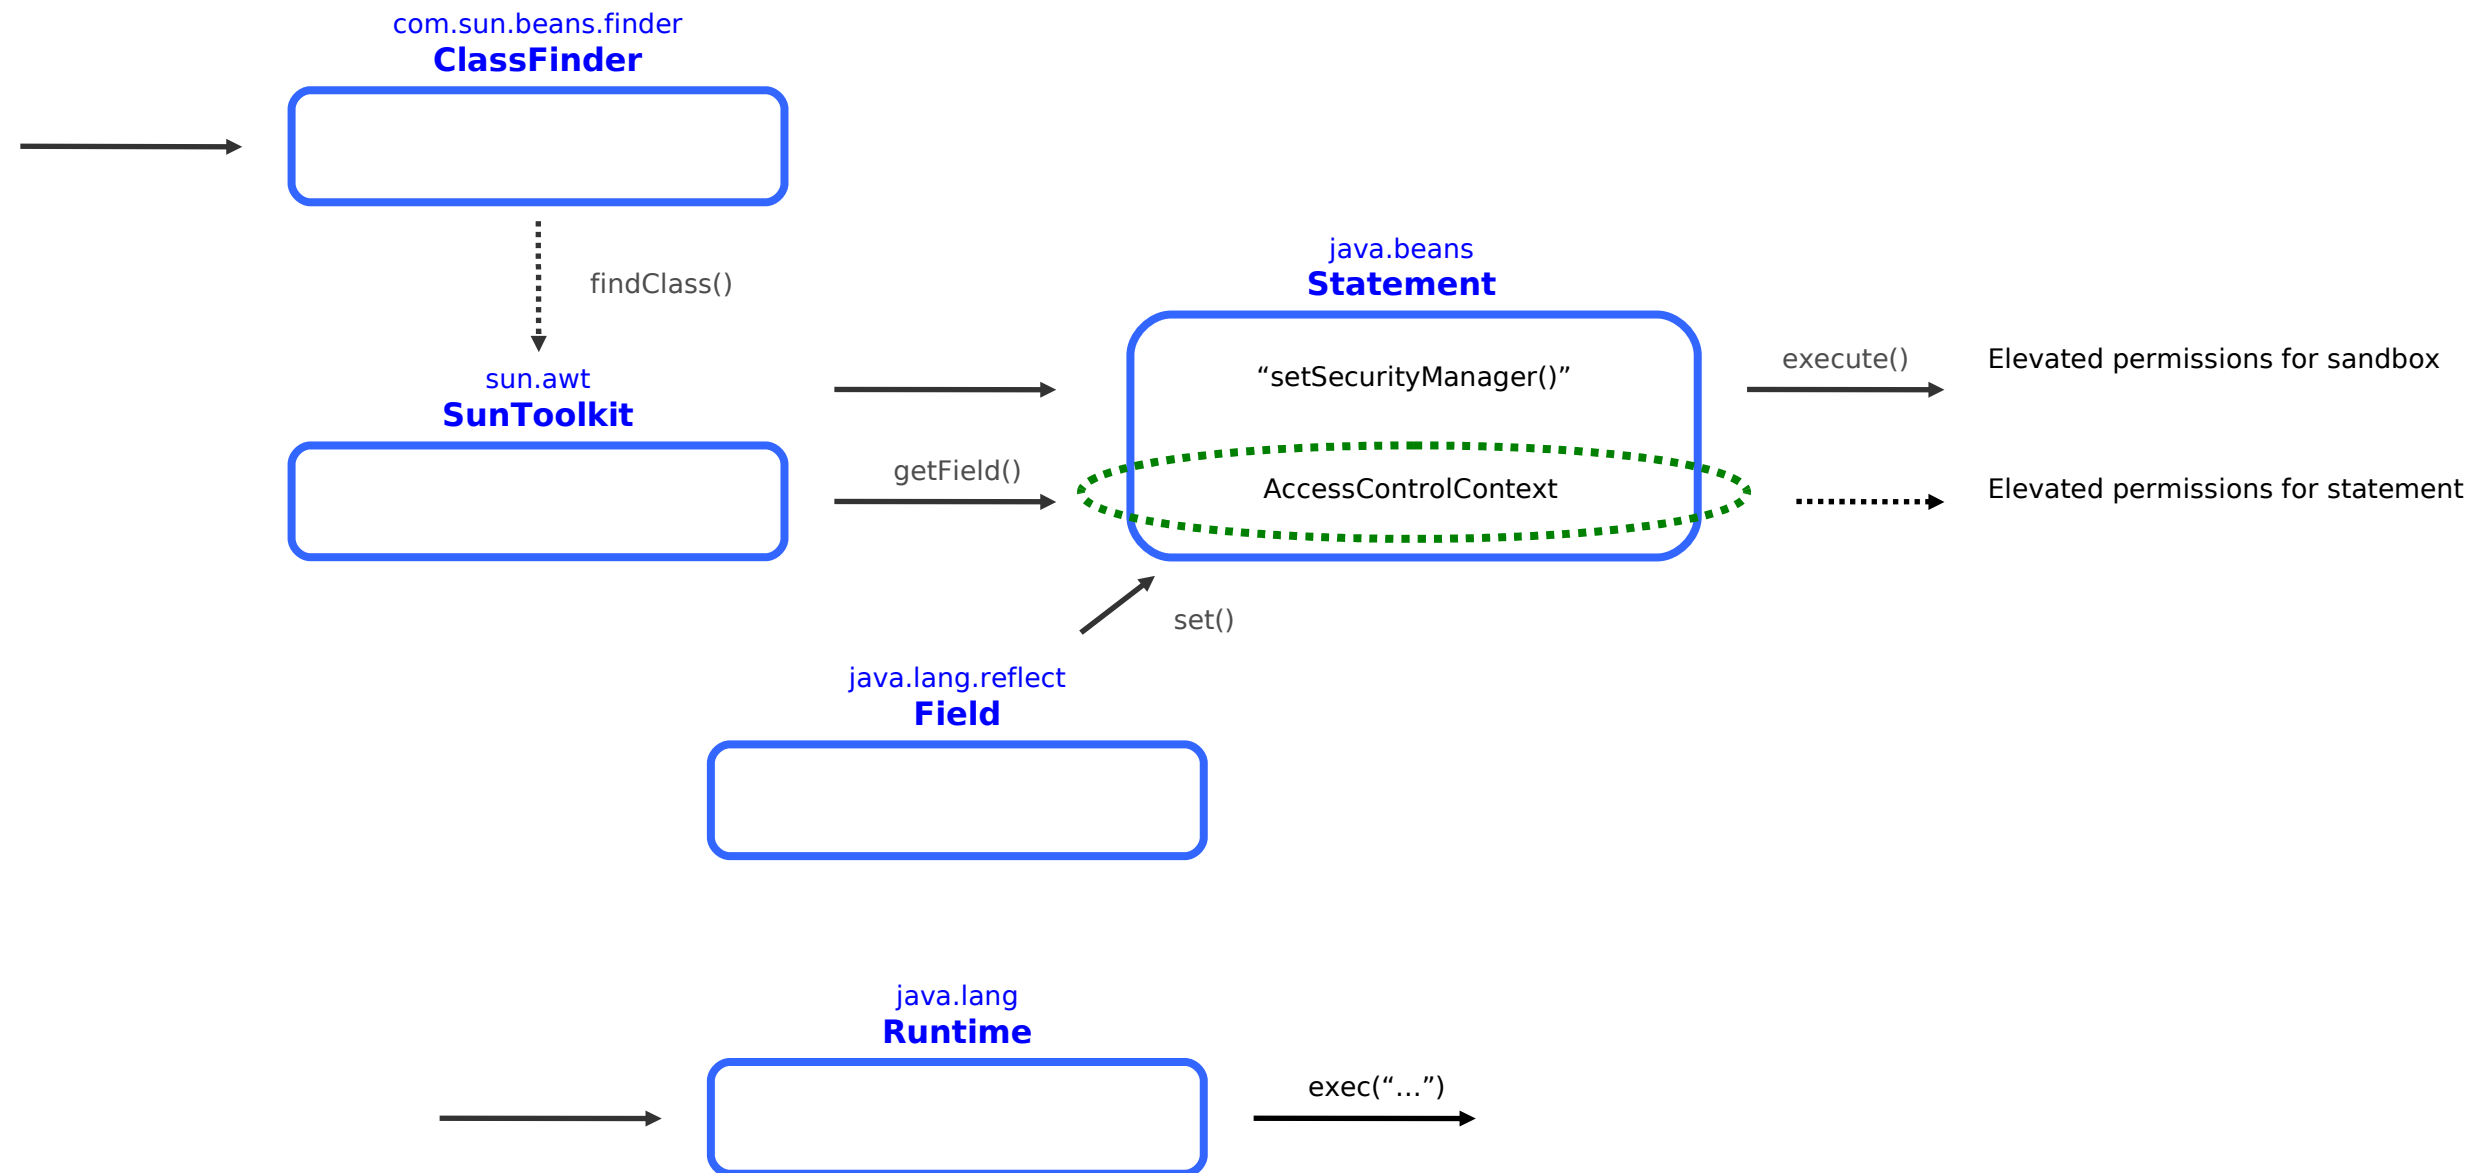 com.sun.beans.finder
ClassFinder
findClass()
java.beans
Statement
“setSecurityManager()”
execute()
Elevated permissions for sandbox
sun.awt
SunToolkit
getField()
AccessControlContext
Elevated permissions for statement
set()
java.lang.reflect
Field
java.lang
Runtime
exec(“…”)